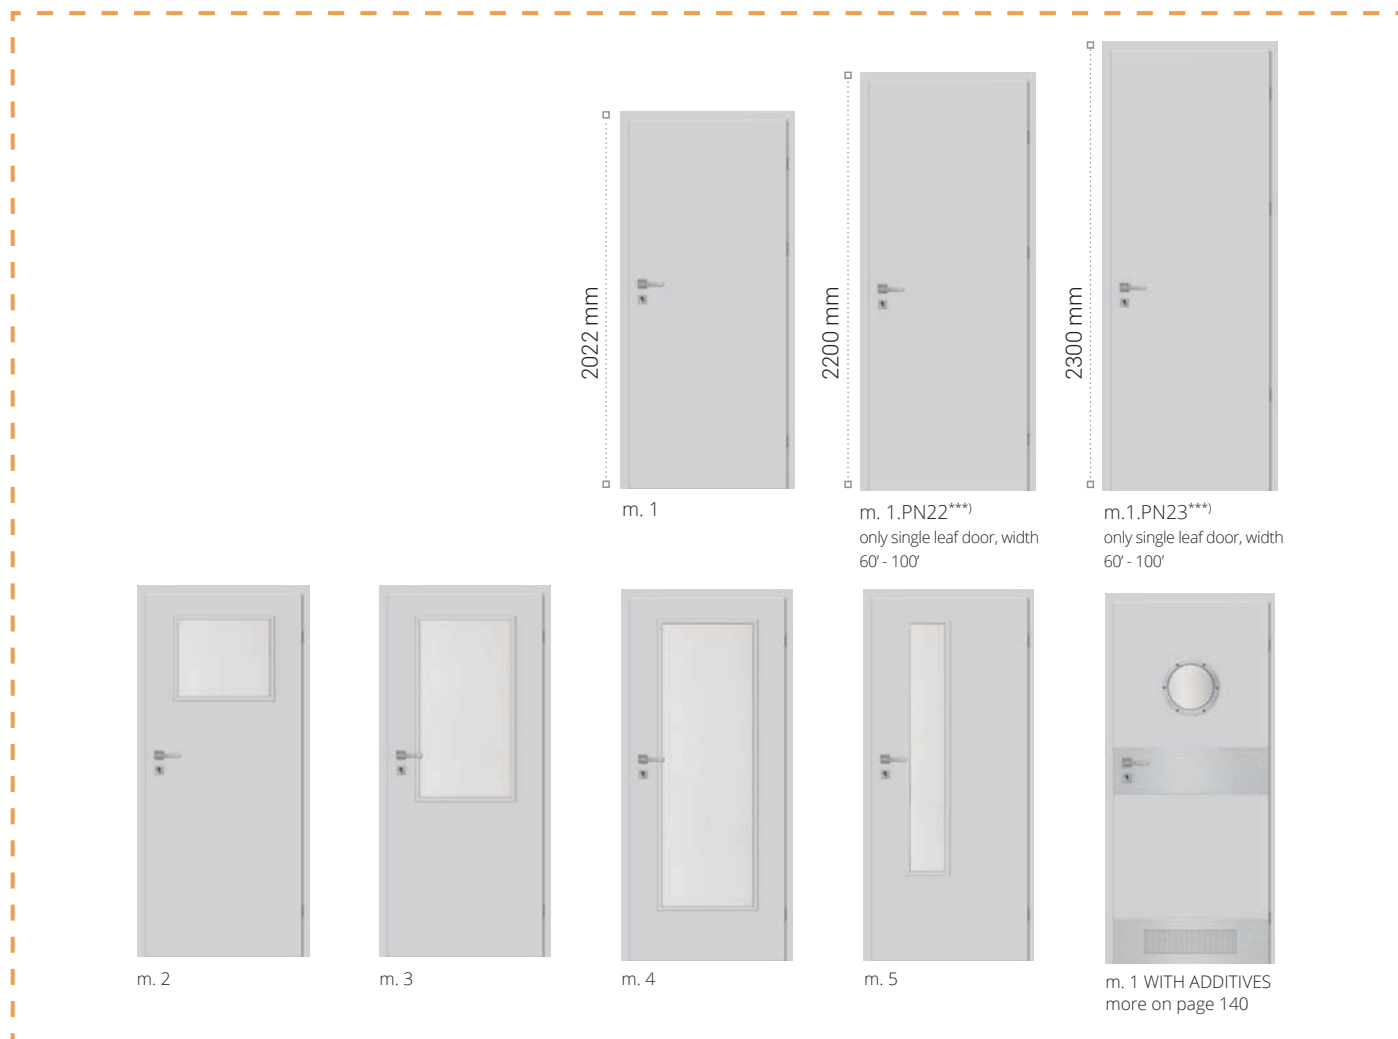 2022 mm
2200 mm
2300 mm
m. 1
m. 1.PN22***)
only single leaf door, width
60' - 100'
m.1.PN23***)
only single leaf door, width
60' - 100'
m. 2
m. 3
m. 4
m. 5
m. 1 WITH ADDITIVES
more on page 140